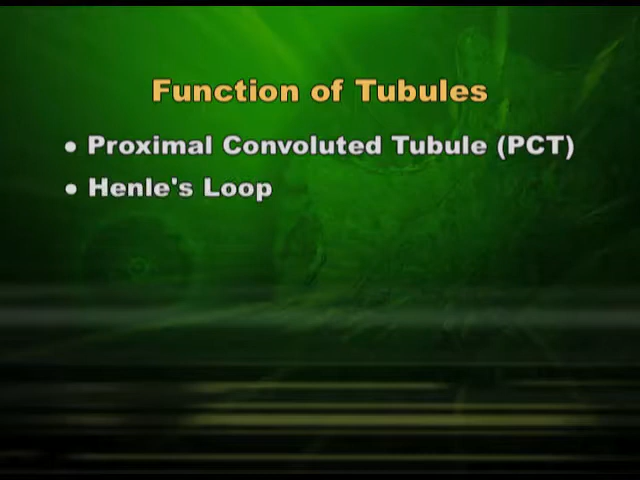 Function of Tubules
● Proximal Convoluted Tubule (PCT)
● Henle's Loop